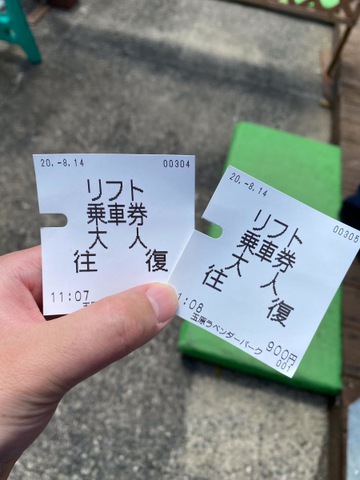 20.-8.14 00304
リフト
乗車券
大人
往復
11:07
20.-8.14 00305
リフト
乗車券
大人
往復
1:08
玉原ラベンダーパーク 900円
001